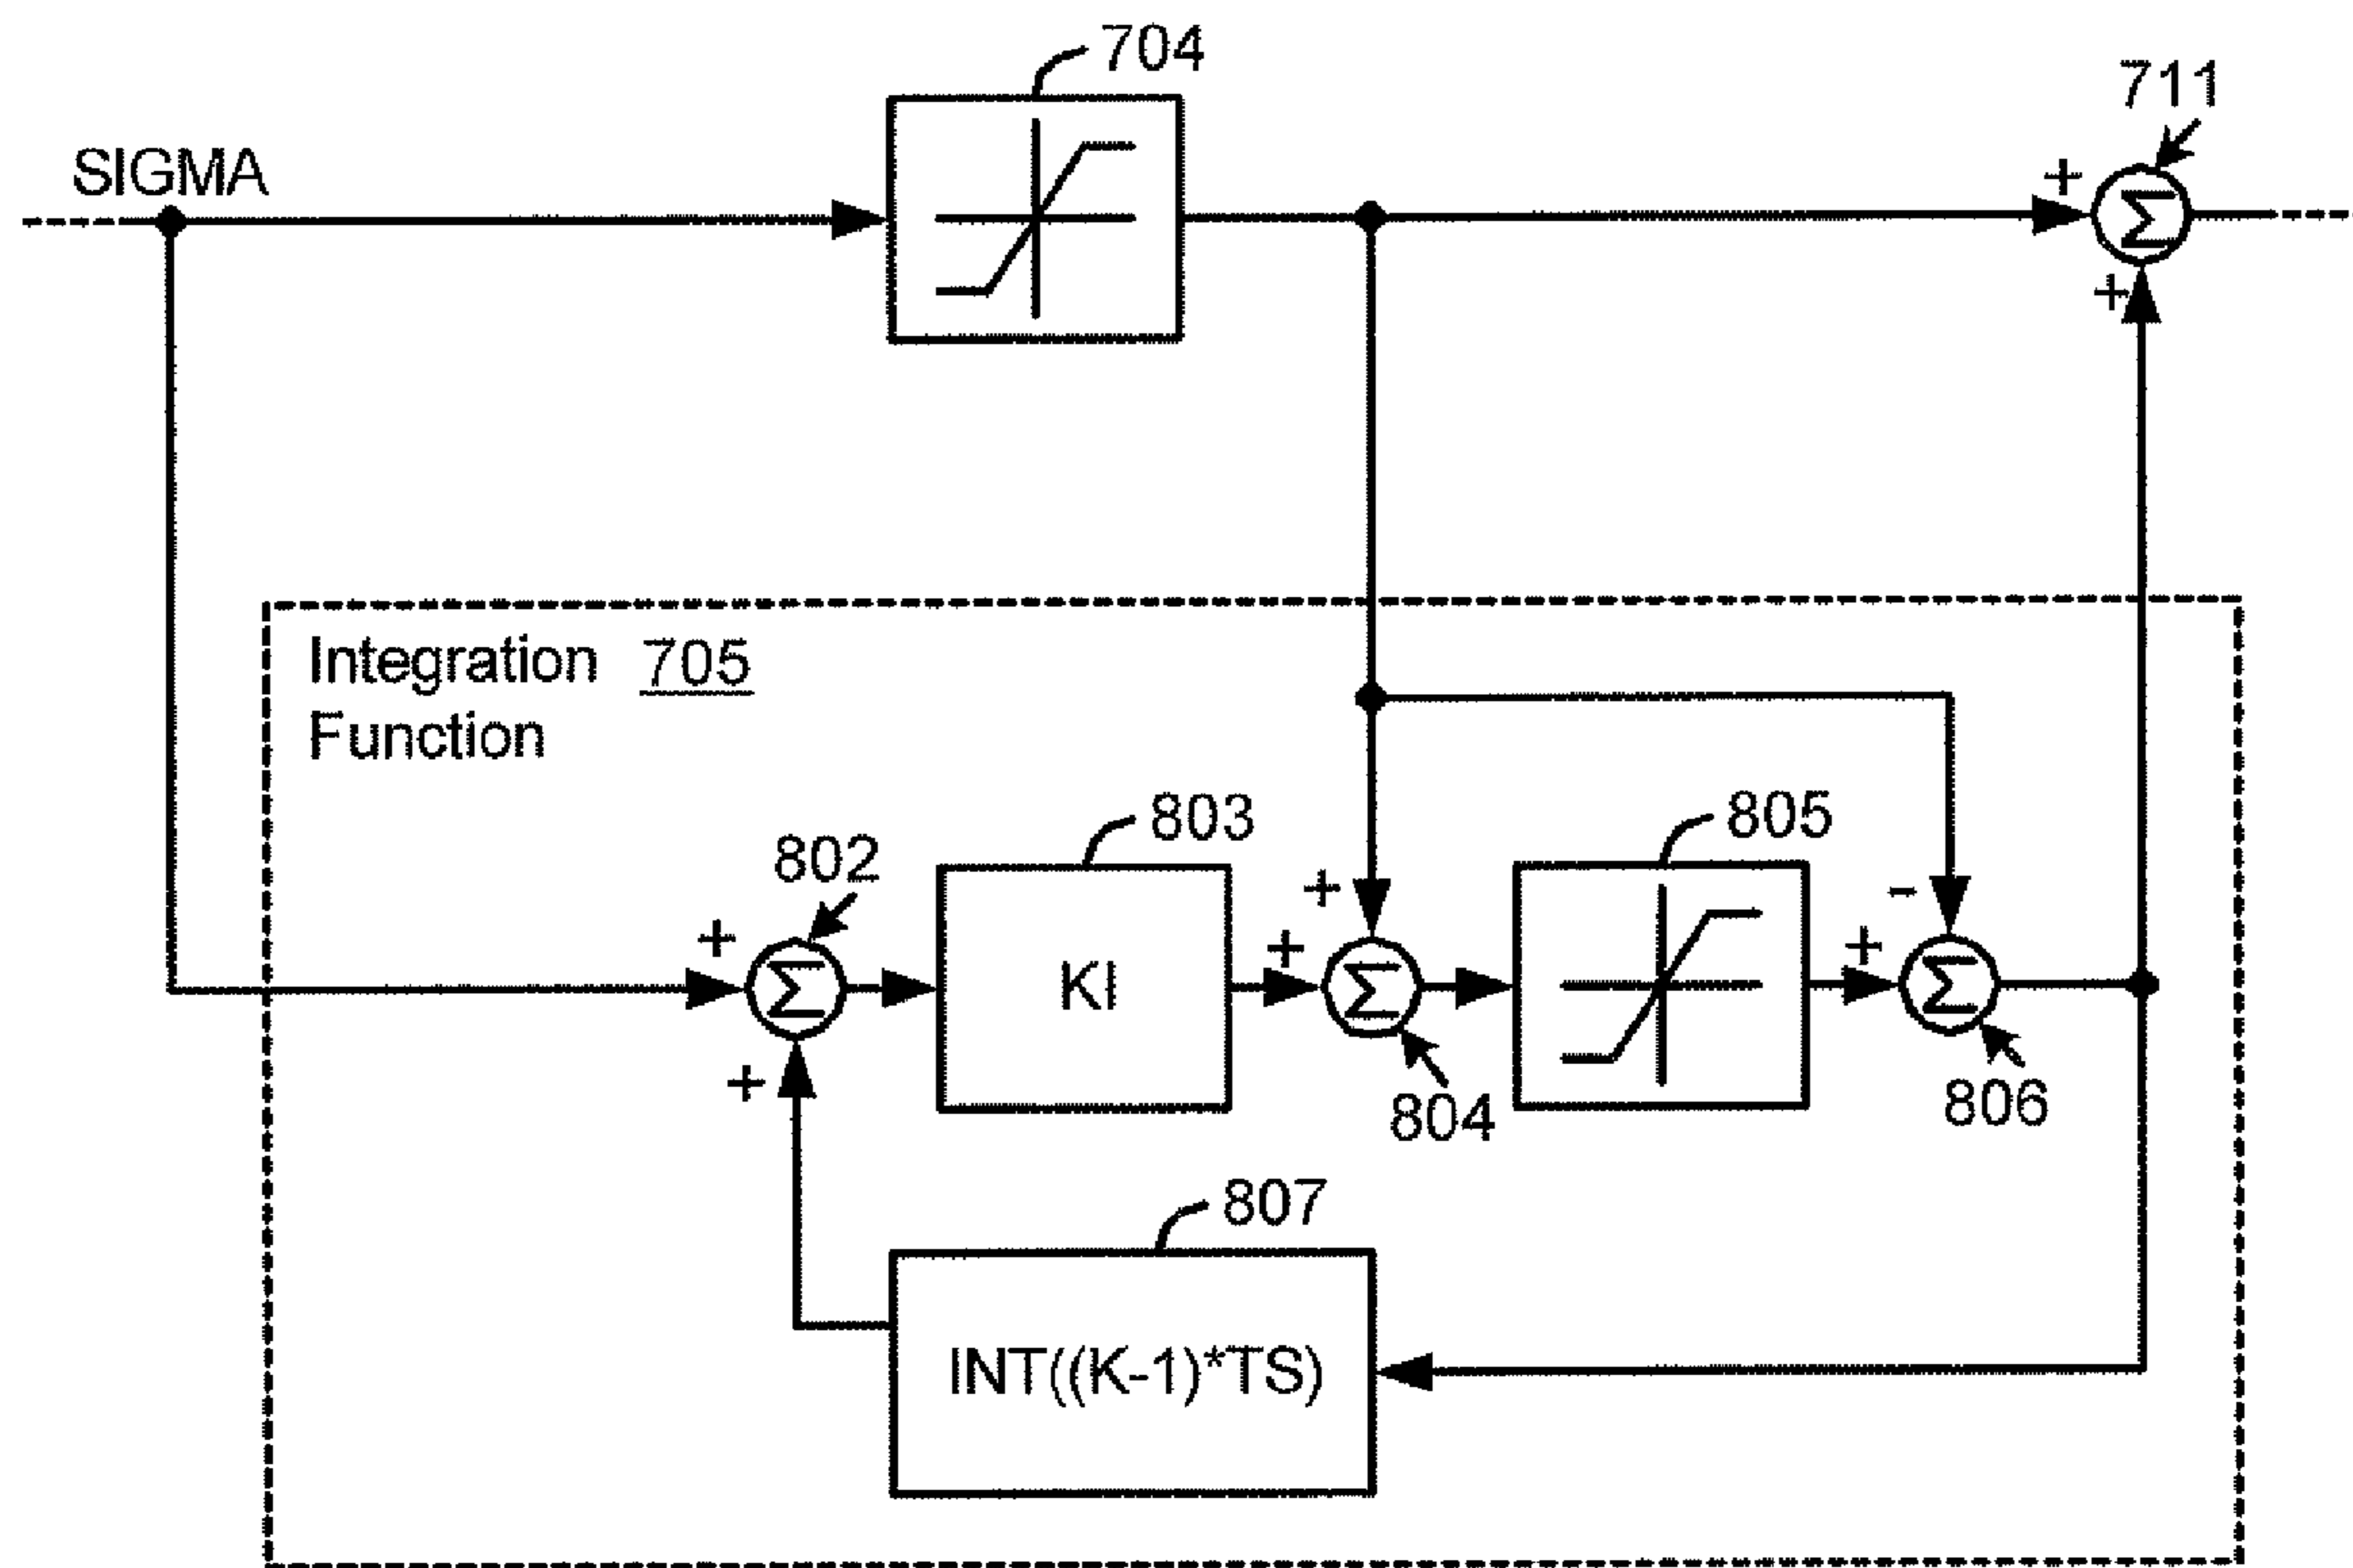 704
711
SIGMA
+
Σ
+
Integration 705
Function
803
805
802
+
-
+
+
+
Σ
KI
Σ
Σ
+
804
806
807
INT((K-1)*TS)